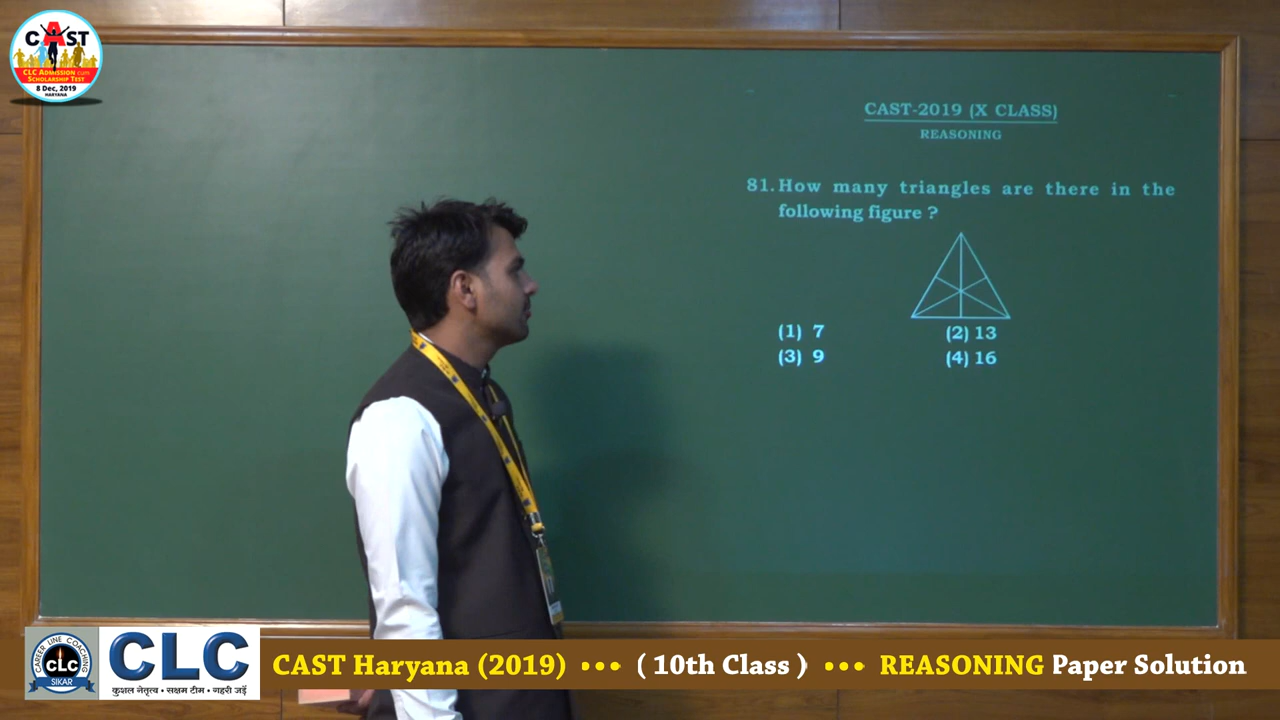 CAST
CLC ADMISSION CUM
SCHOLARSHIP TEST
8 Dec, 2019
HARYANA
CAST-2019 (X CLASS)
REASONING
81. How many triangles are there in the
following figure ?
(1) 7 (2) 13
(3) 9 (4) 16
CAREER LINE COACHING
CLC
SIKAR
CLC
कुशल नेतृत्व • सक्षम टीम • गहरी जड़ें
CAST Haryana (2019) ••• ( 10th Class ) ••• REASONING Paper Solution